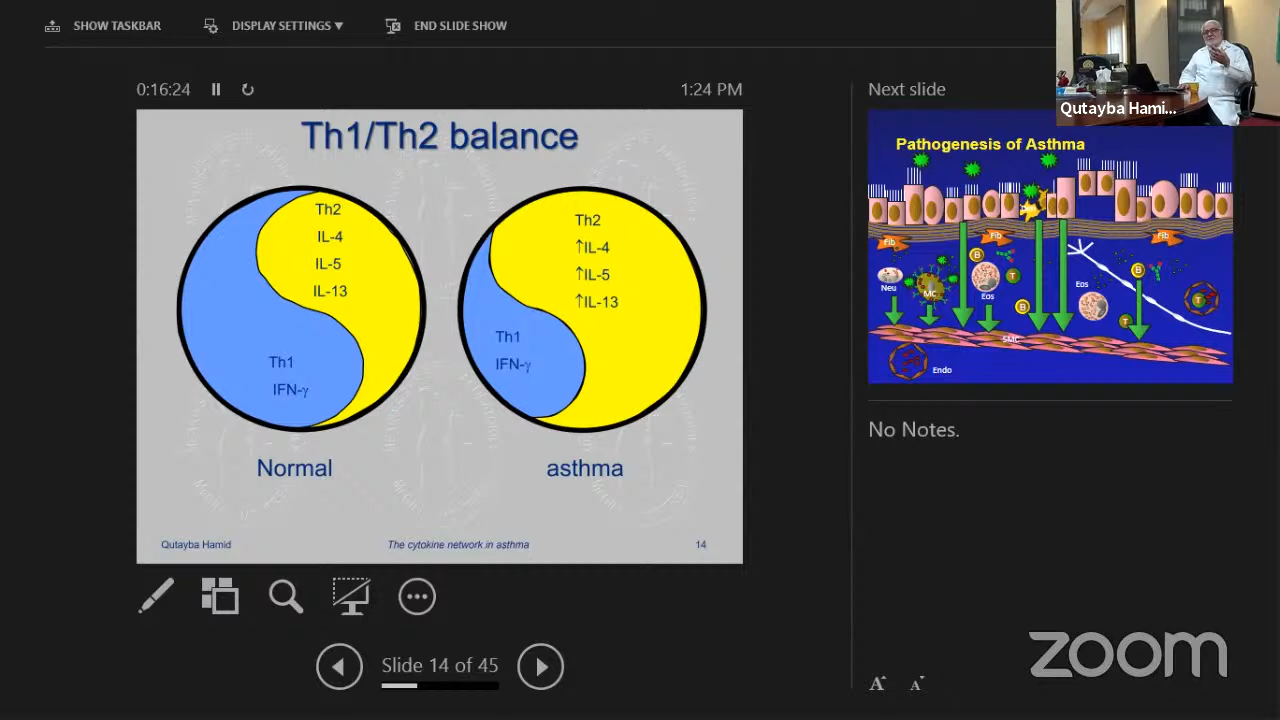 SHOW TASKBAR
DISPLAY SETTINGS ▼
END SLIDE SHOW
Qutayba Hami...
0:16:24
1:24 PM
Next slide
Th1/Th2 balance
Th2
IL-4
IL-5
IL-13
Th1
IFN-γ
Normal
Th2
↑IL-4
↑IL-5
↑IL-13
Th1
IFN-γ
asthma
Qutayba Hamid
The cytokine network in asthma
14
Pathogenesis of Asthma
Fib
Fib
Fib
B
T
Neu
MC
Eos
B
Eos
B
T
T
SMC
Endo
No Notes.
Slide 14 of 45
A A
zoom